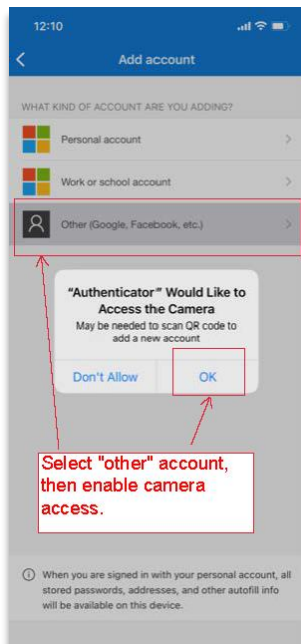 12:10
Add account
WHAT KIND OF ACCOUNT ARE YOU ADDING?
Personal account
Work or school account
Other (Google, Facebook, etc.)
"Authenticator" Would Like to
Access the Camera
May be needed to scan QR code to
add a new account
Don't Allow
OK
Select "other" account,
then enable camera
access.
When you are signed in with your personal account, all
stored passwords, addresses, and other autofill info
will be available on this device.